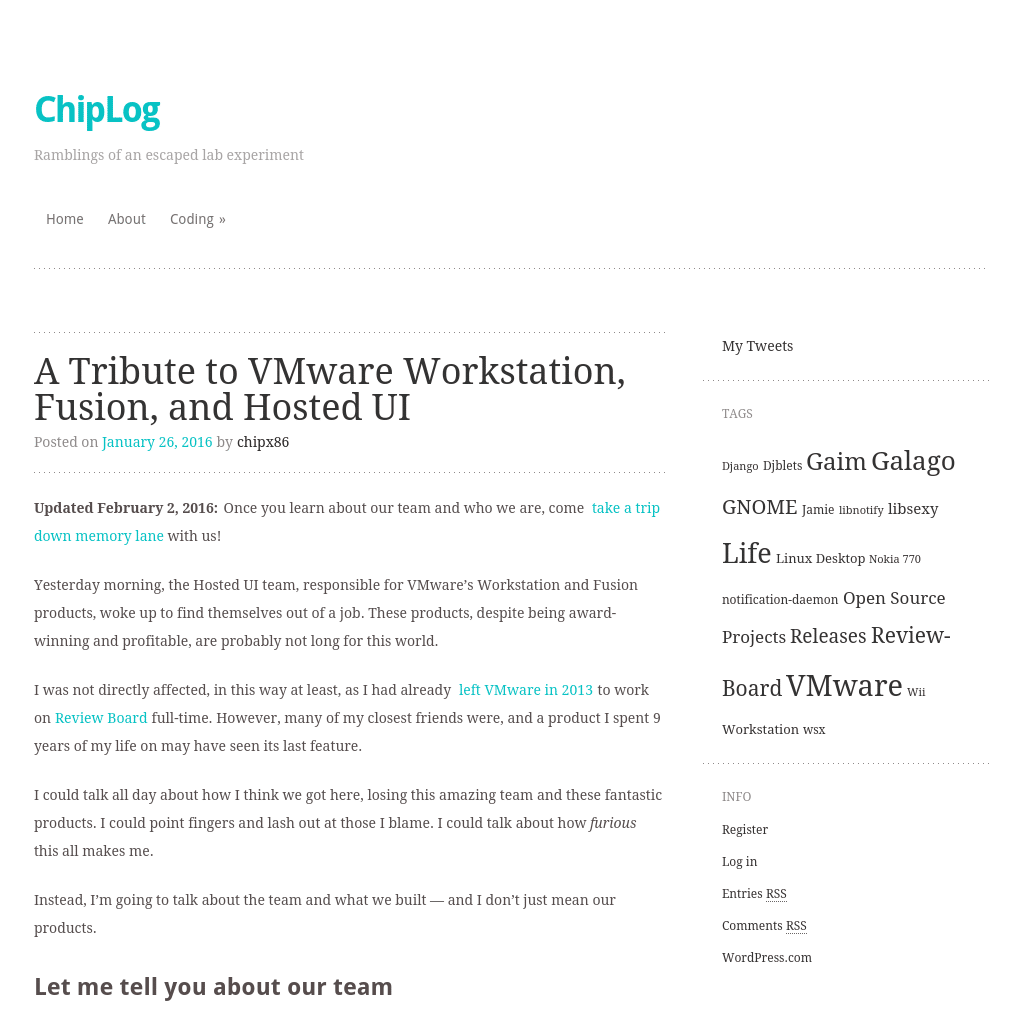 ChipLog
Ramblings of an escaped lab experiment
Home About Coding »
A Tribute to VMware Workstation,
Fusion, and Hosted UI
Posted on January 26, 2016 by chipx86
Updated February 2, 2016: Once you learn about our team and who we are, come take a trip
down memory lane with us!
Yesterday morning, the Hosted UI team, responsible for VMware’s Workstation and Fusion
products, woke up to find themselves out of a job. These products, despite being award-
winning and profitable, are probably not long for this world.
I was not directly affected, in this way at least, as I had already left VMware in 2013 to work
on Review Board full-time. However, many of my closest friends were, and a product I spent 9
years of my life on may have seen its last feature.
I could talk all day about how I think we got here, losing this amazing team and these fantastic
products. I could point fingers and lash out at those I blame. I could talk about how furious
this all makes me.
Instead, I’m going to talk about the team and what we built — and I don’t just mean our
products.
Let me tell you about our team
My Tweets
TAGS
Django Djblets Gaim Galago
GNOME Jamie libnotify libsexy
Life Linux Desktop Nokia 770
notification-daemon Open Source
Projects Releases Review-
Board VMware Wii
Workstation wsx
INFO
Register
Log in
Entries RSS
Comments RSS
WordPress.com